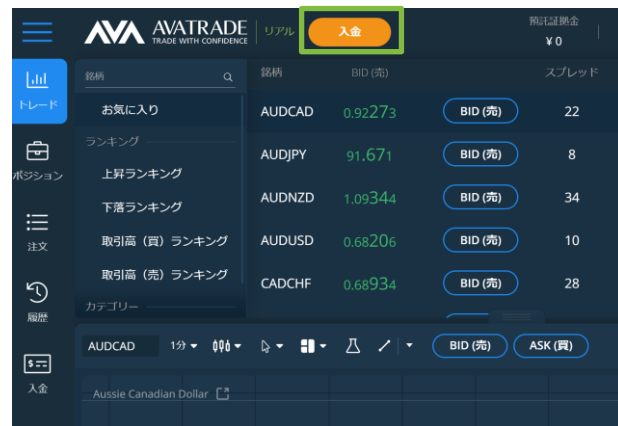 AVATRADE
TRADE WITH CONFIDENCE
リアル
入金
預託証拠金
¥0
トレード
ポジション
注文
履歴
入金
銘柄
お気に入り
ランキング
上昇ランキング
下落ランキング
取引高（買）ランキング
取引高（売）ランキング
カテゴリー
銘柄 BID (売) スプレッド
AUDCAD 0.92273 BID (売) 22
AUDJPY 91.671 BID (売) 8
AUDNZD 1.09344 BID (売) 34
AUDUSD 0.68206 BID (売) 10
CADCHF 0.68934 BID (売) 28
AUDCAD 1分 BID (売) ASK (買)
Aussie Canadian Dollar